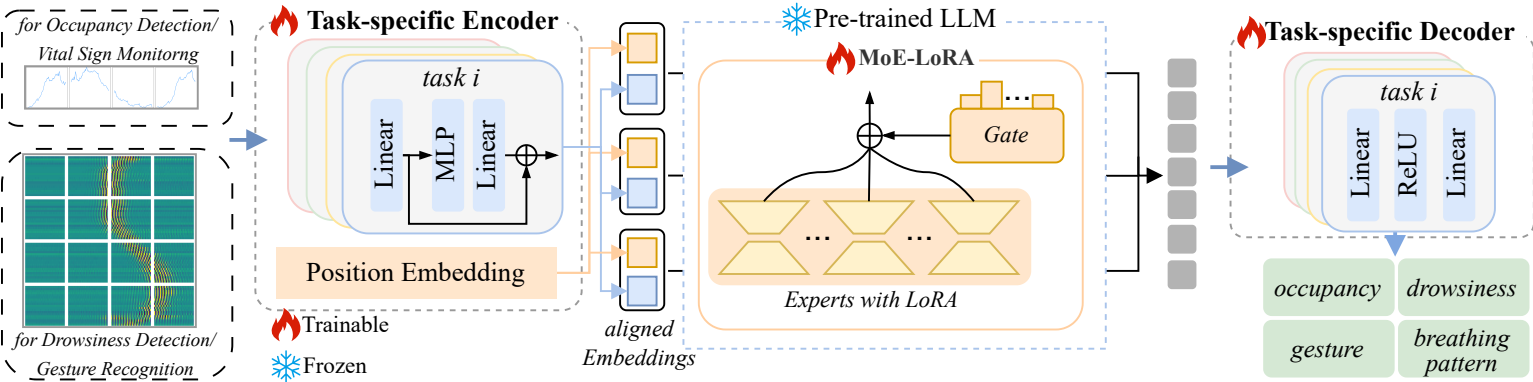 for Occupancy Detection/
Vital Sign Monitorng
for Drowsiness Detection/
Gesture Recognition
Task-specific Encoder
task i
Linear
MLP
Linear
Position Embedding
Trainable
Frozen
aligned
Embeddings
Pre-trained LLM
MoE-LoRA
...
Gate
... ...
Experts with LoRA
Task-specific Decoder
task i
Linear
ReLU
Linear
occupancy
drowsiness
gesture
breathing
pattern